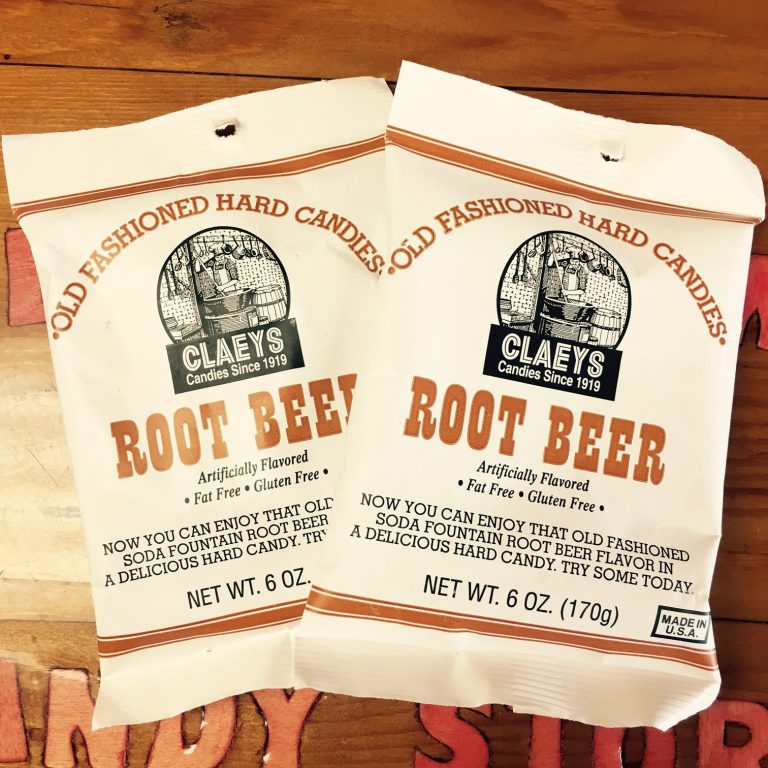 •OLD FASHIONED HARD CANDIES•
CLAEYS
Candies Since 1919
ROOT BEER
Artificially Flavored
• Fat Free • Gluten Free •
NOW YOU CAN ENJOY THAT OLD
SODA FOUNTAIN ROOT BEER
A DELICIOUS HARD CANDY. TRY
NET WT. 6 OZ.
•OLD FASHIONED HARD CANDIES•
CLAEYS
Candies Since 1919
ROOT BEER
Artificially Flavored
• Fat Free • Gluten Free •
NOW YOU CAN ENJOY THAT OLD FASHIONED
SODA FOUNTAIN ROOT BEER FLAVOR IN
A DELICIOUS HARD CANDY. TRY SOME TODAY.
NET WT. 6 OZ. (170g)
MADE IN
U.S.A.
ANDY STOR